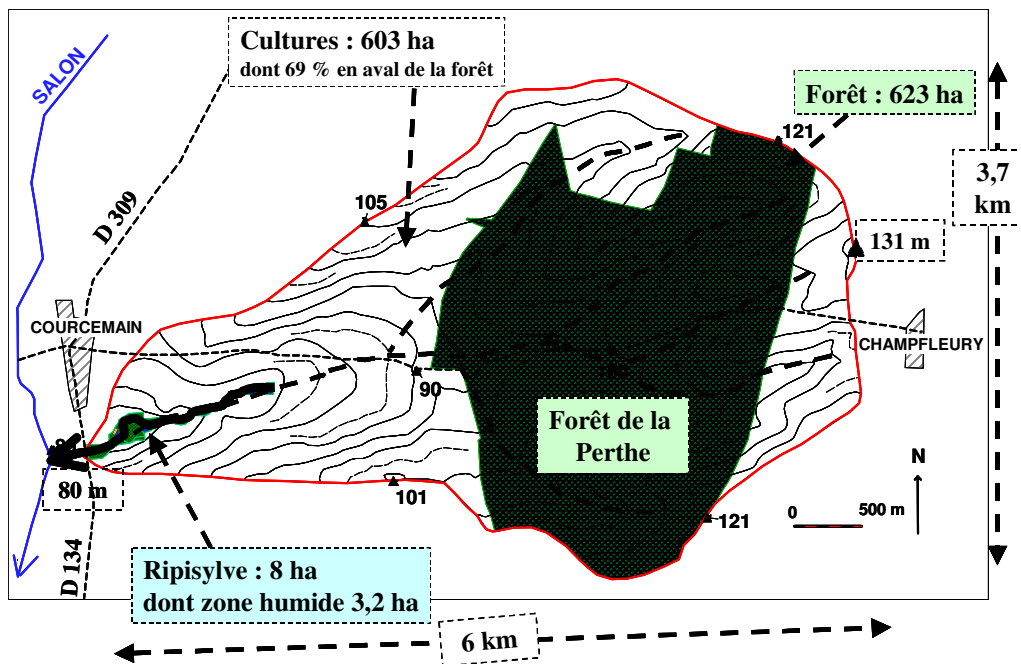 Cultures : 603 ha
dont 69 % en aval de la forêt
SALON
Forêt : 623 ha
121
3,7
km
D 309
105
131 m
COURCEMAIN
CHAMPFLEURY
90
Forêt de la
Perthe
N
80 m
101
121
0
500 m
D 134
Ripisylve : 8 ha
dont zone humide 3,2 ha
6 km